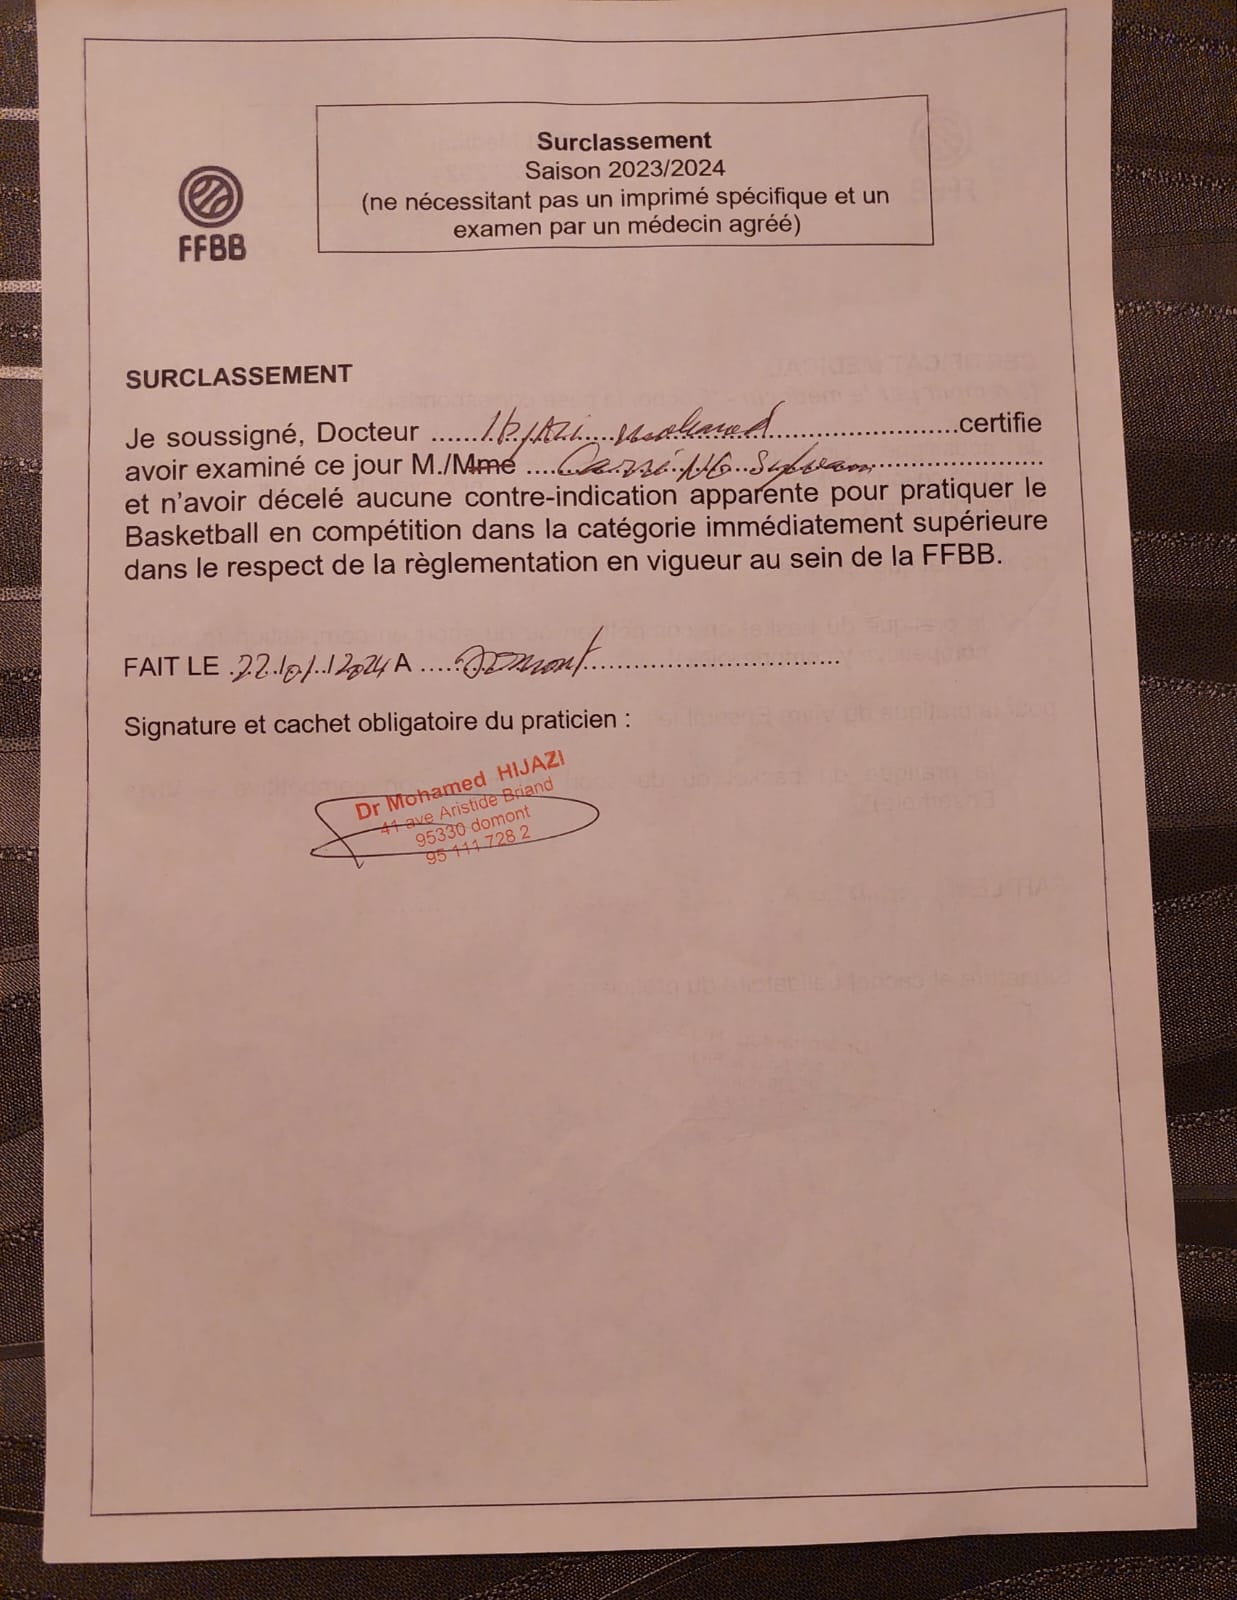 Surclassement
Saison 2023/2024
(ne nécessitant pas un imprimé spécifique et un
examen par un médecin agréé)
FFBB
SURCLASSEMENT
Je soussigné, Docteur ......Hijazi....Mohamed........................certifie
avoir examiné ce jour M./Mme ....
et n'avoir décelé aucune contre-indication apparente pour pratiquer le
Basketball en compétition dans la catégorie immédiatement supérieure
dans le respect de la règlementation en vigueur au sein de la FFBB.
FAIT LE .22./01./2024 A .....Domont..............................
Signature et cachet obligatoire du praticien :
Dr Mohamed HIJAZI
41 ave Aristide Briand
95330 domont
95 111 728 2